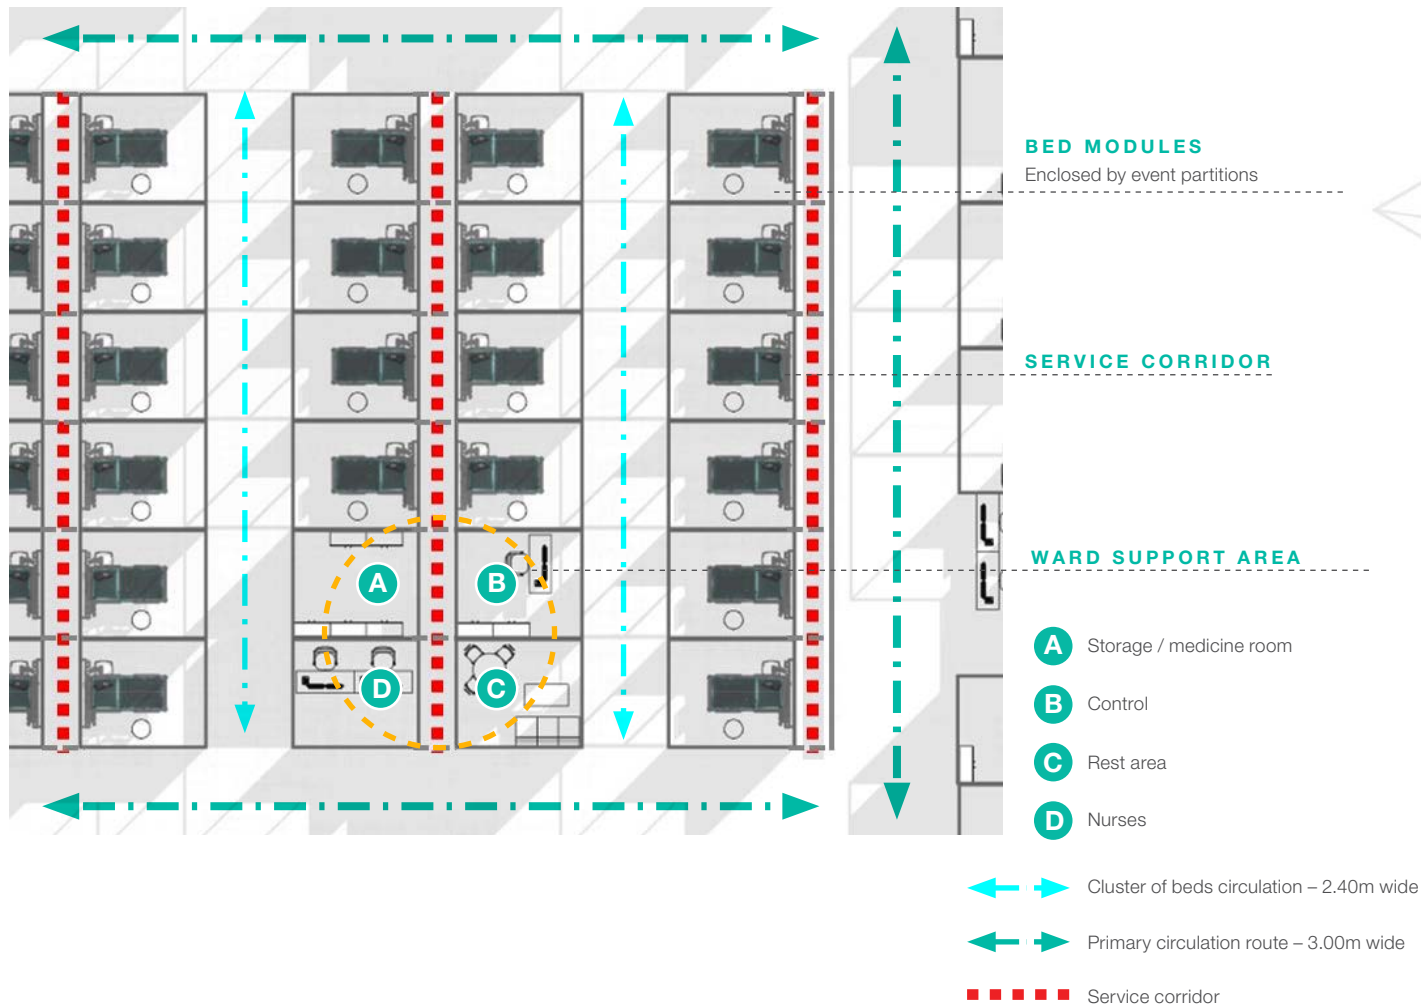 BED MODULES
Enclosed by event partitions
SERVICE CORRIDOR
WARD SUPPORT AREA
A
B
D
C
A Storage / medicine room
B Control
C Rest area
D Nurses
Cluster of beds circulation – 2.40m wide
Primary circulation route – 3.00m wide
Service corridor